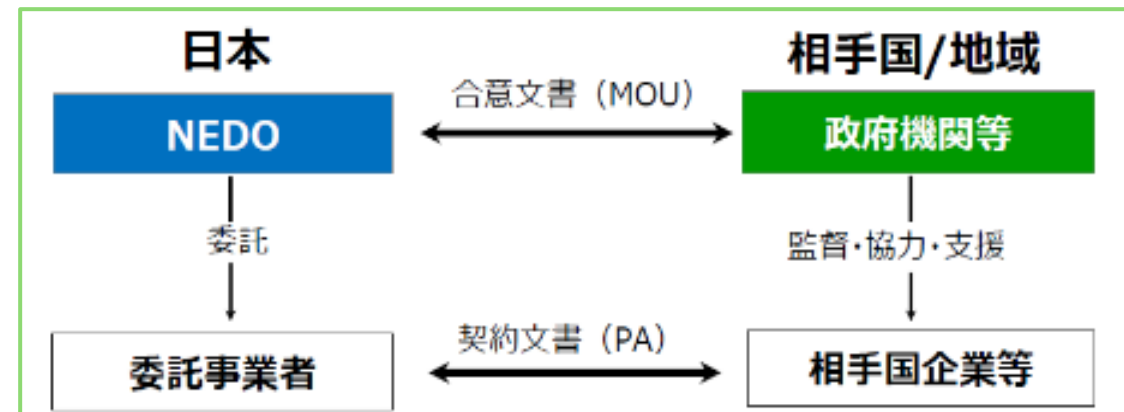 日本
相手国/地域
合意文書（MOU）
NEDO
政府機関等
委託
監督・協力・支援
契約文書（PA）
委託事業者
相手国企業等